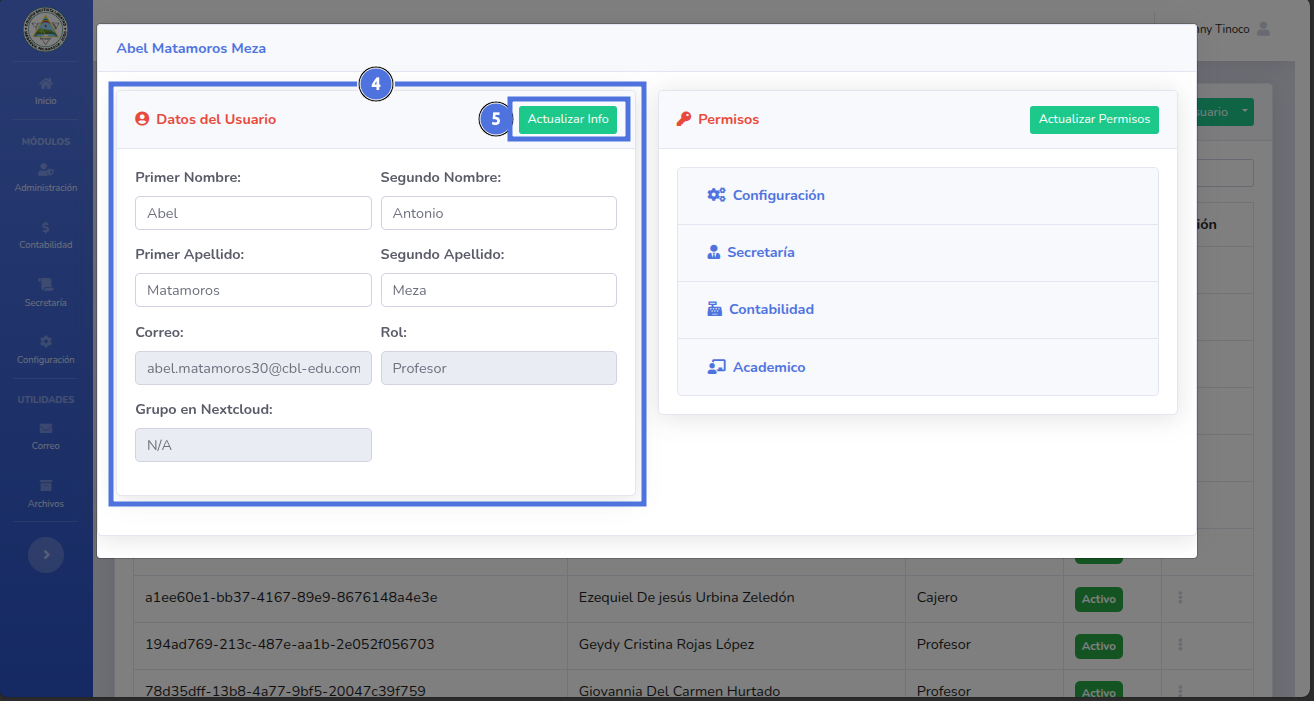 nny Tinoco
Inicio
MÓDULOS
Administración
Contabilidad
Secretaría
Configuración
UTILIDADES
Correo
Archivos
Abel Matamoros Meza
4
Datos del Usuario
5
Actualizar Info
Primer Nombre:
Segundo Nombre:
Abel
Antonio
Primer Apellido:
Segundo Apellido:
Matamoros
Meza
Correo:
Rol:
abel.matamoros30@cbl-edu.com
Profesor
Grupo en Nextcloud:
N/A
Permisos
Actualizar Permisos
Configuración
Secretaría
Contabilidad
Academico
suario
ión
a1ee60e1-bb37-4167-89e9-8676148a4e3e Ezequiel De jesús Urbina Zeledón Cajero Activo
194ad769-213c-487e-aa1b-2e052f056703 Geydy Cristina Rojas López Profesor Activo
78d35dff-13b8-4a77-9bf5-20047c39f759 Giovannia Del Carmen Hurtado Profesor Activo